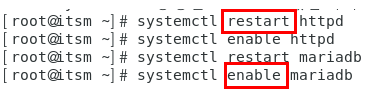 [root@itsm ~]# systemctl restart httpd
[root@itsm ~]# systemctl enable httpd
[root@itsm ~]# systemctl restart mariadb
[root@itsm ~]# systemctl enable mariadb